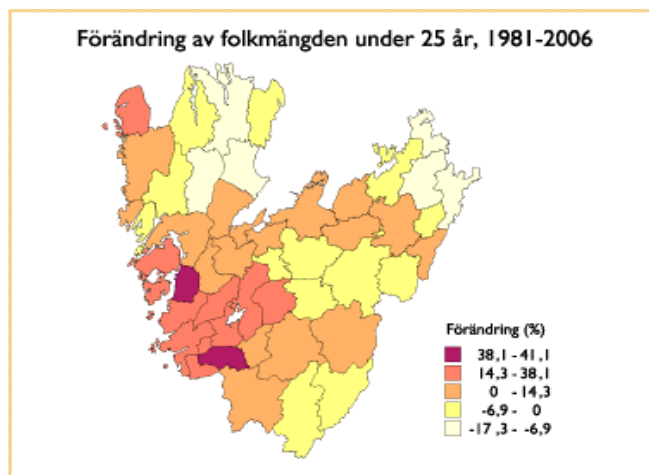 Förändring av folkmängden under 25 år, 1981-2006
Förändring (%)
38,1 - 41,1
14,3 - 38,1
0 - 14,3
-6,9 - 0
-17 ,3 - -6,9